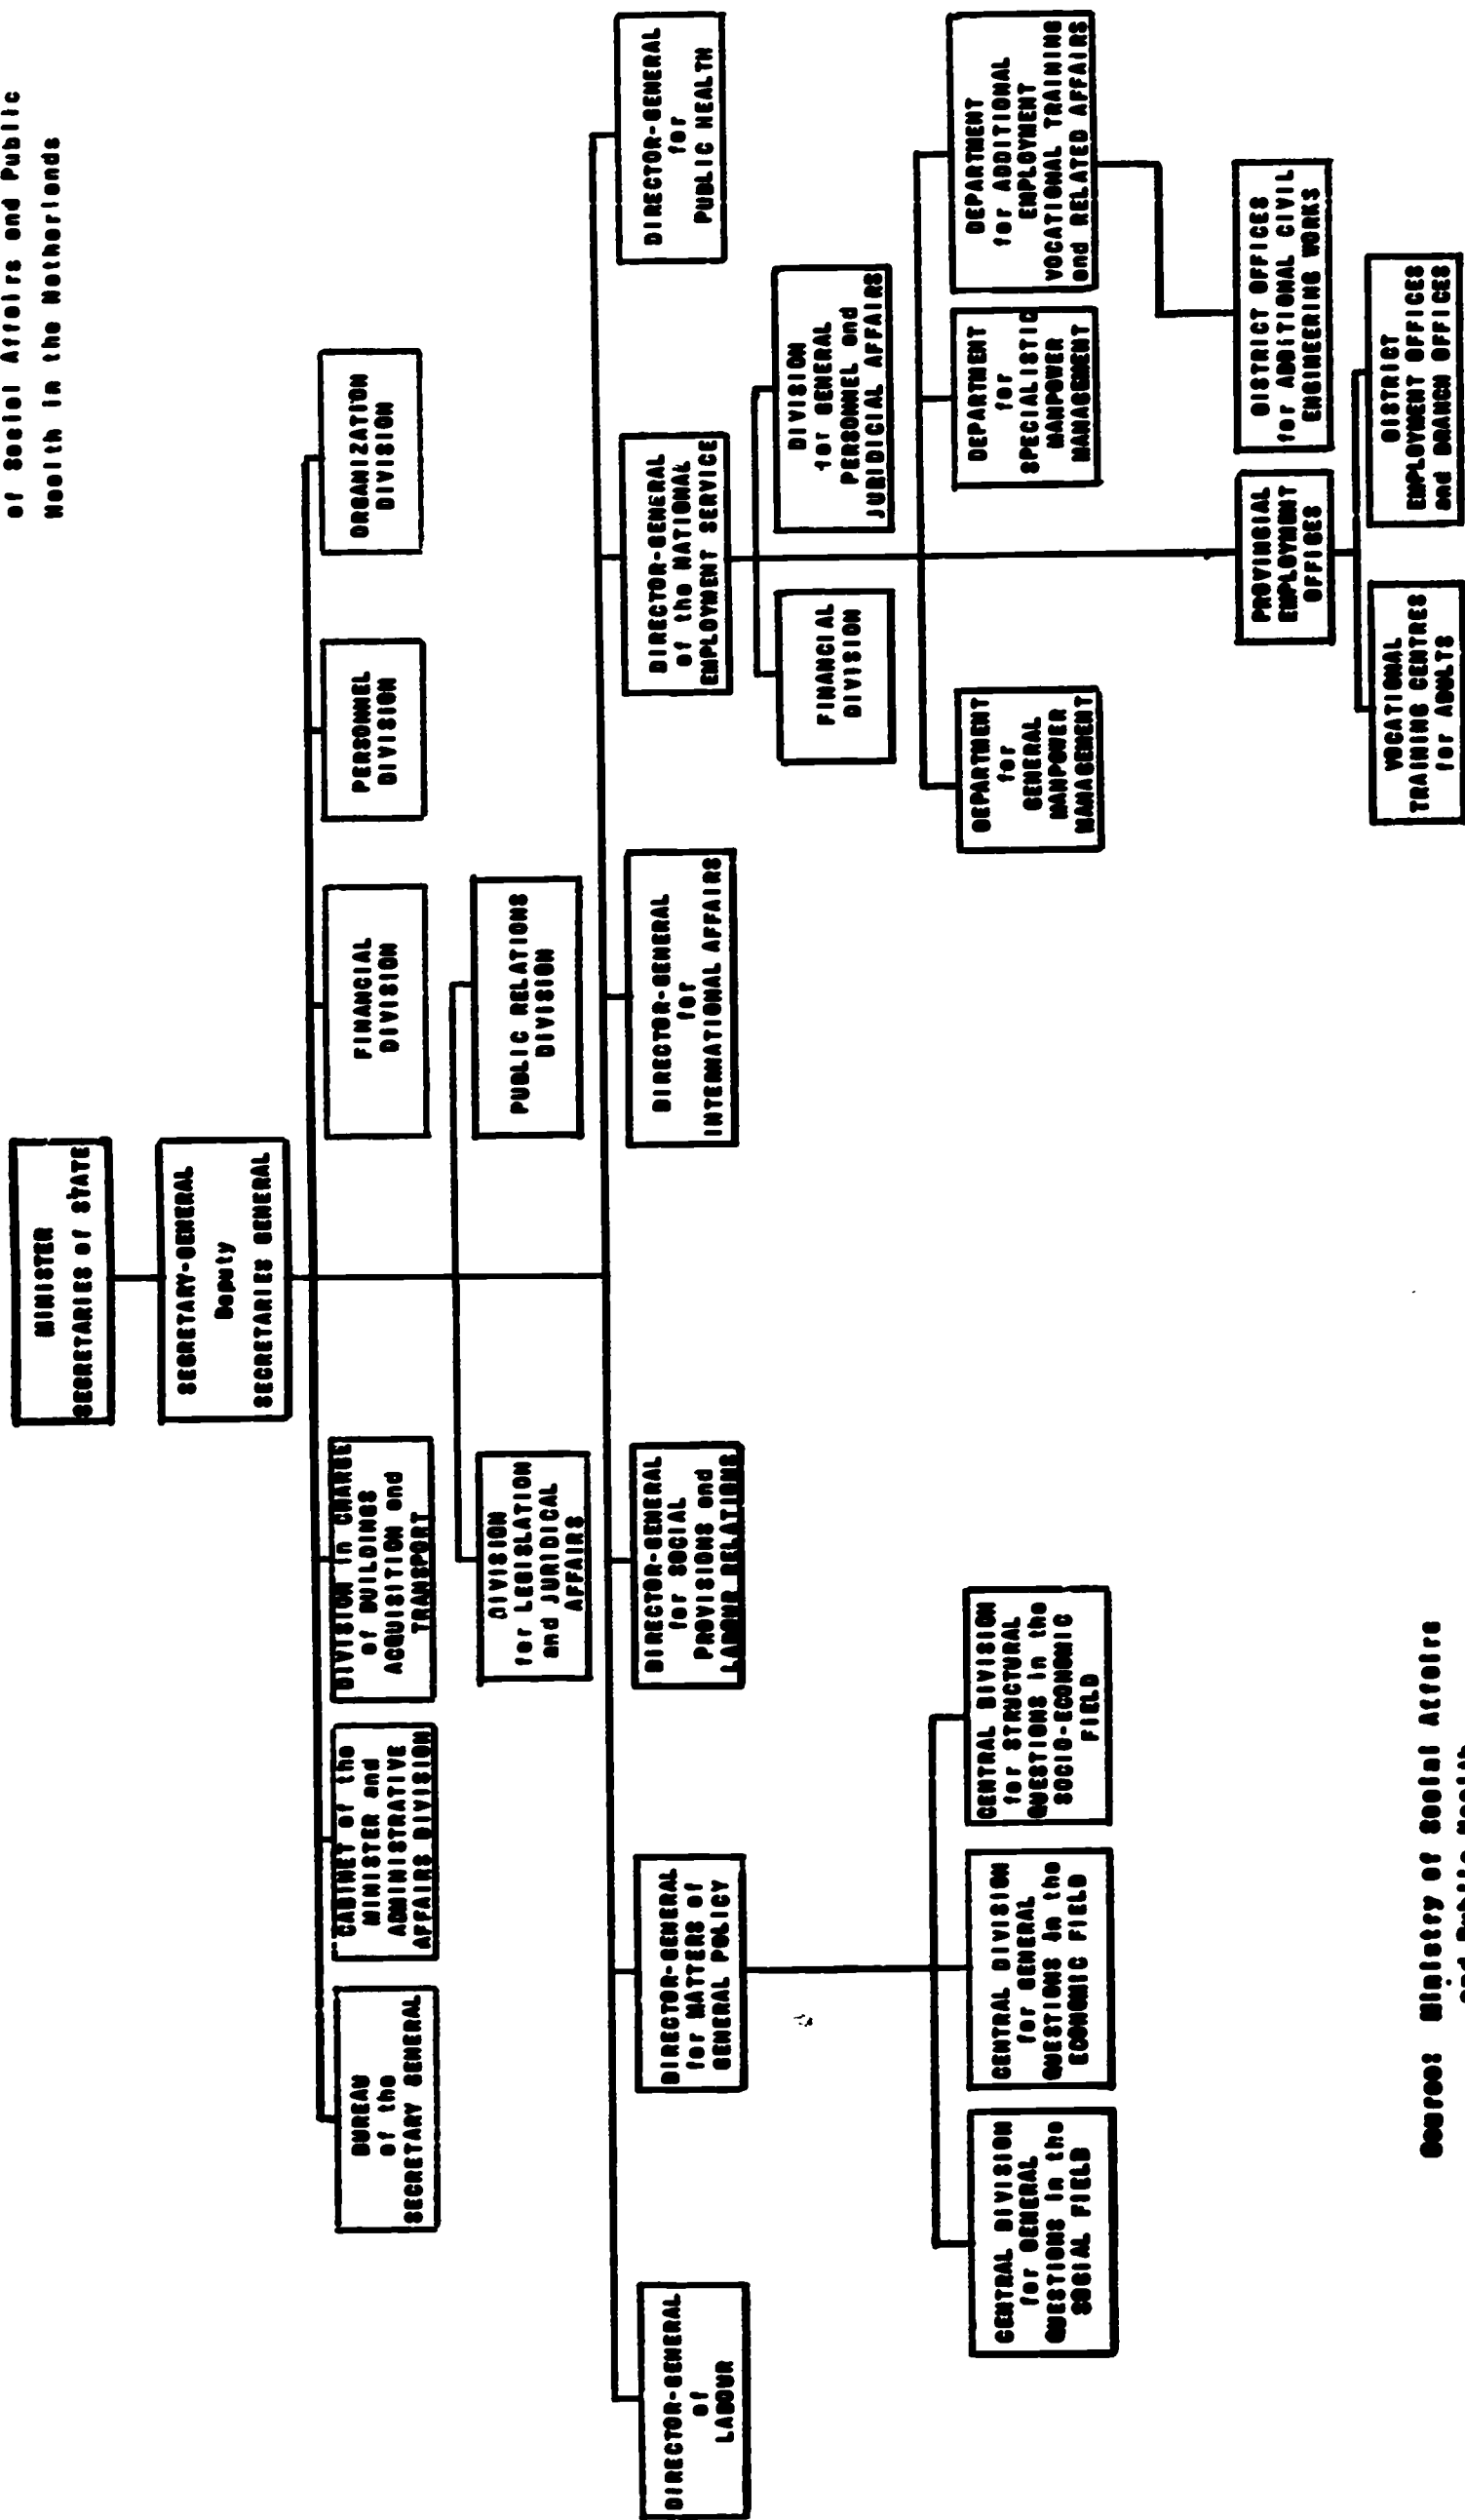 of Social Affairs and Public
Health in the Netherlands
MINISTER
SECRETARIES of STATE
SECRETARY-GENERAL
Deputy
SECRETARIES GENERAL
BUREAU
of the
SECRETARY GENERAL
CABINET of the
MINISTER and
ADMINISTRATIVE
AFFAIRS DIVISION
DIVISION in CHARGE
of BUILDINGS
ACQUISITION and
TRANSPORT
FINANCIAL
DIVISION
PERSONNEL
DIVISION
ORGANIZATION
DIVISION
DIVISION
for LEGISLATION
and JURIDICAL
AFFAIRS
PUBLIC RELATIONS
DIVISION
DIRECTOR-GENERAL
of
LABOUR
DIRECTOR-GENERAL
for MATTERS of
GENERAL POLICY
DIRECTOR-GENERAL
for SOCIAL
PROVISIONS and
LABOUR RELATIONS
DIRECTOR-GENERAL
for
INTERNATIONAL AFFAIRS
DIRECTOR-GENERAL
of the NATIONAL
EMPLOYMENT SERVICE
DIRECTOR-GENERAL
for
PUBLIC HEALTH
FINANCIAL
DIVISION
DIVISION
for GENERAL
PERSONNEL and
JURIDICIAL AFFAIRS
CENTRAL DIVISION
for GENERAL
QUESTIONS in the
SOCIAL FIELD
CENTRAL DIVISION
for GENERAL
QUESTIONS in the
ECONOMIC FIELD
CENTRAL DIVISION
for STRUCTURAL
QUESTIONS in the
SOCIO-ECONOMIC
FIELD
DEPARTMENT
for
GENERAL
MANPOWER
MANAGEMENT
DEPARTMENT
for
SPECIALISTIC
MANPOWER
MANAGEMENT
DEPARTMENT
for ADDITIONAL
EMPLOYMENT
VOCATIONAL TRAINING
and RELATED AFFAIRS
PROVINCIAL
EMPLOYMENT
OFFICES
DISTRICT OFFICES
for ADDITIONAL CIVIL
ENGINEERING WORKS
VOCATIONAL
TRAINING CENTRES
for ADULTS
DISTRICT
EMPLOYMENT OFFICES
and BRANCH OFFICES
Source: Ministry of Social Affairs
and Public Health